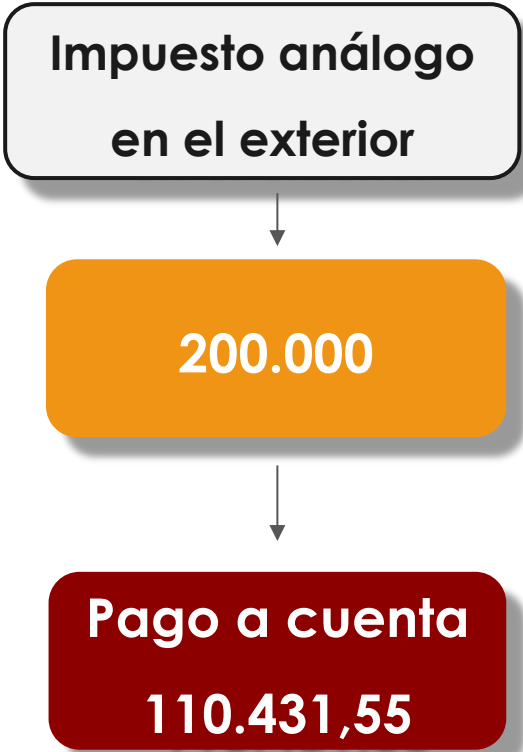 Impuesto análogo
en el exterior
200.000
Pago a cuenta
110.431,55